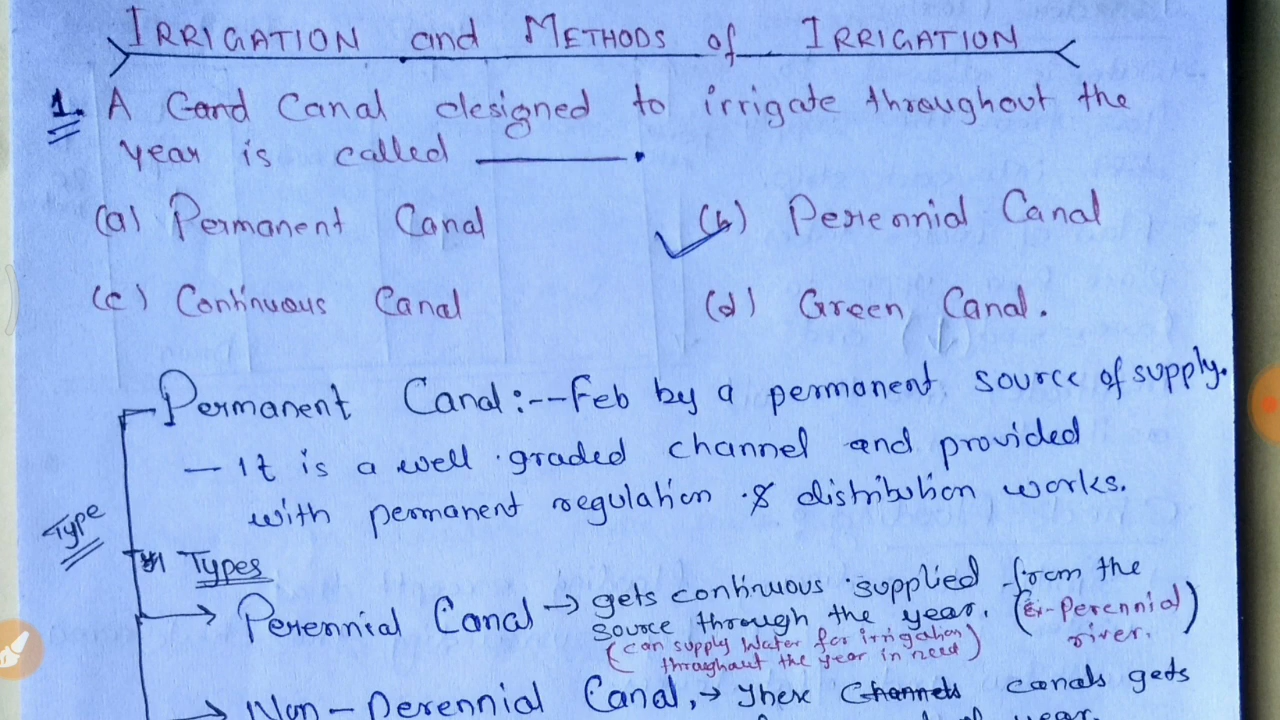 IRRIGATION and METHODS of IRRIGATION
1. A Cand Canal designed to irrigate throughout the
year is called ________.
(a) Permanent Canal (b) Perennial Canal
(c) Continuous Canal (d) Green Canal.
Permanent Canal:-- Feb by a permanent source of supply.
— It is a well graded channel and provided
with permanent regulation & distribution works.
Type
Types
→ Perennial Canal → gets continuous supplied from the
source through the year. (Ex-Perennial river.)
(can supply water for irrigation
throughout the year in need)
→ Non-perennial Canal, → These Channels canals gets
year.